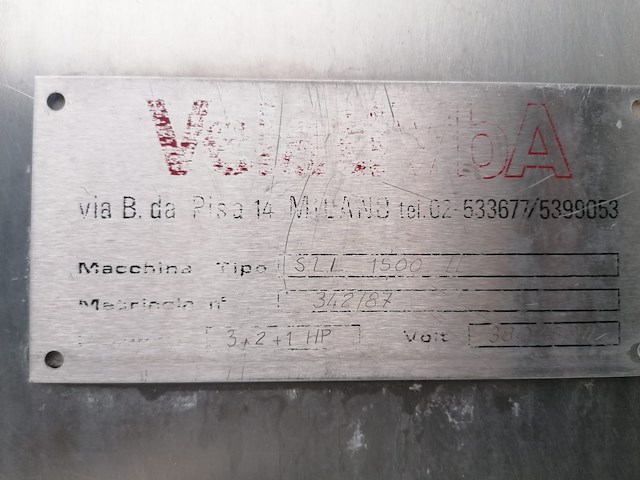 via B. da Pisa 14 MILANO tel. 02-533677/5399053
Macchina Tipo SLL 1500
Matricola n° 342/87
3+2+1 HP Volt